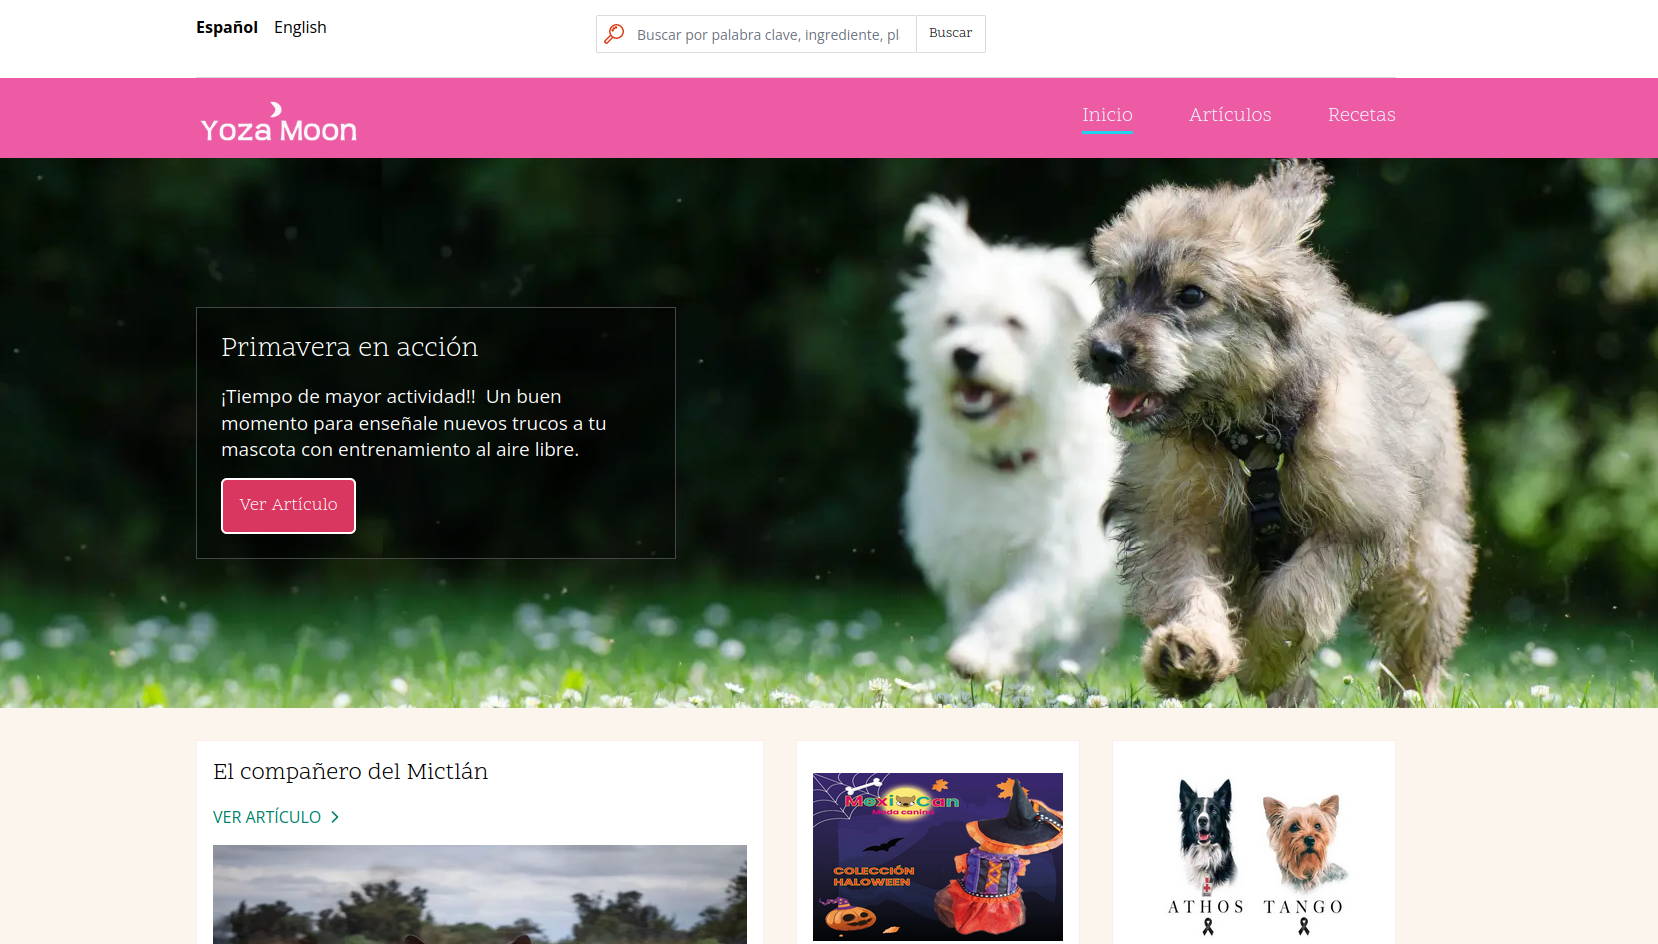 Español English
Buscar por palabra clave, ingrediente, pl
Buscar
Yoza Moon
Inicio Artículos Recetas
Primavera en acción
¡Tiempo de mayor actividad!! Un buen
momento para enseñale nuevos trucos a tu
mascota con entrenamiento al aire libre.
Ver Artículo
El compañero del Mictlán
VER ARTÍCULO
Mexi Can
Moda canina
COLECCIÓN
HALOWEEN
ATHOS TANGO